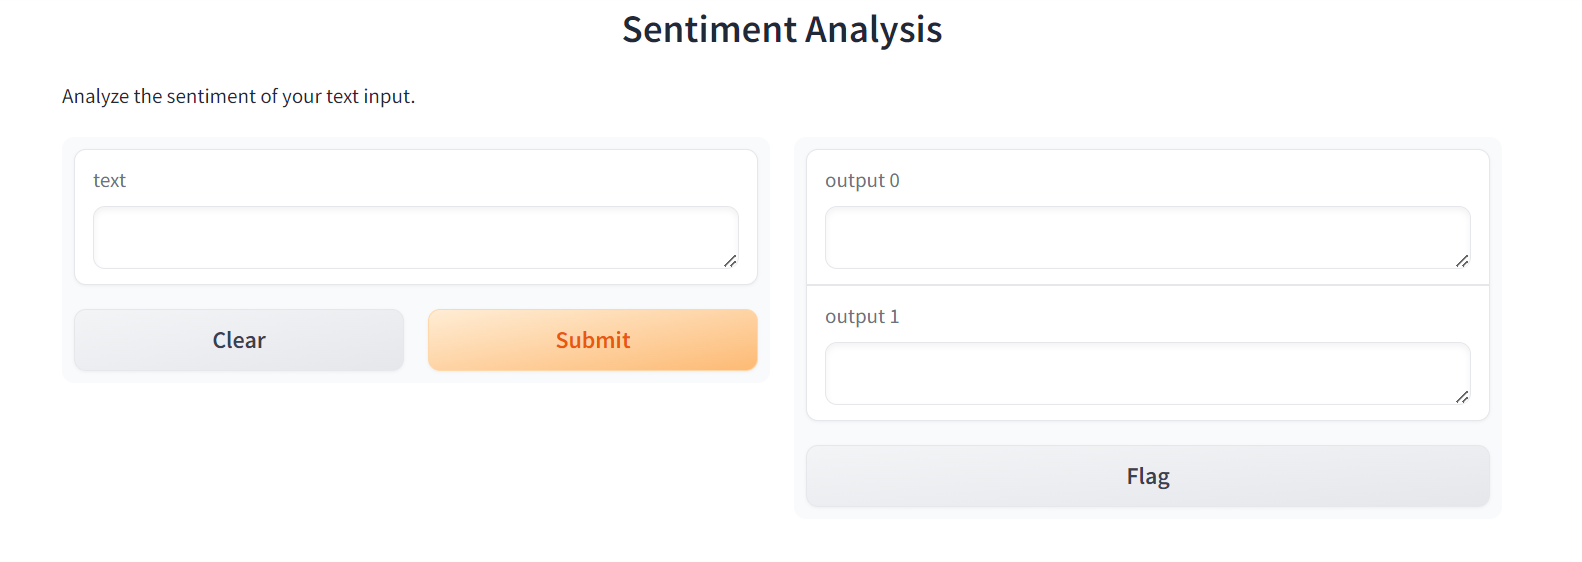 Sentiment Analysis
Analyze the sentiment of your text input.
text
Clear
Submit
output 0
output 1
Flag